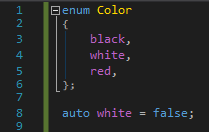 1 enum Color
2 {
3 black,
4 white,
5 red,
6 };
7
8 auto white = false;